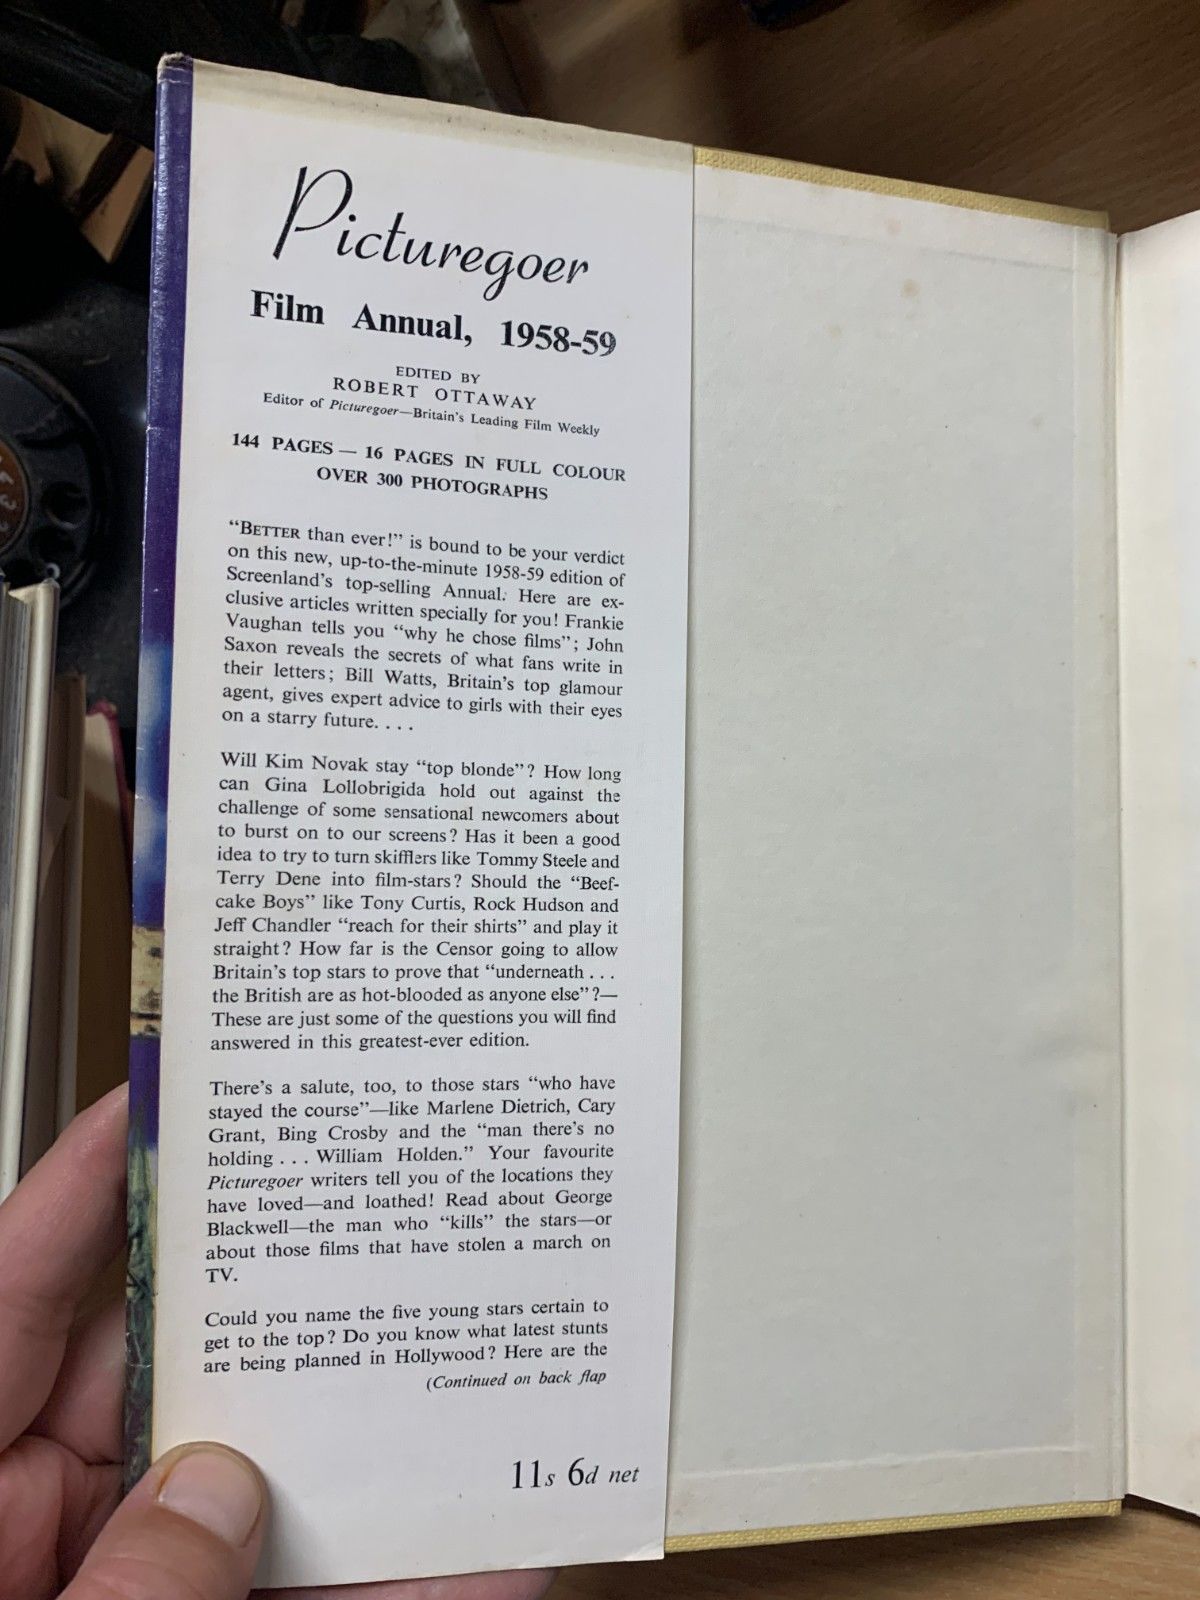 Picturegoer
Film Annual, 1958-59
EDITED BY
ROBERT OTTAWAY
Editor of Picturegoer—Britain's Leading Film Weekly
144 PAGES — 16 PAGES IN FULL COLOUR
OVER 300 PHOTOGRAPHS
"BETTER than ever!" is bound to be your verdict
on this new, up-to-the-minute 1958-59 edition of
Screenland's top-selling Annual. Here are ex-
clusive articles written specially for you! Frankie
Vaughan tells you "why he chose films"; John
Saxon reveals the secrets of what fans write in
their letters; Bill Watts, Britain's top glamour
agent, gives expert advice to girls with their eyes
on a starry future. . . .
Will Kim Novak stay "top blonde"? How long
can Gina Lollobrigida hold out against the
challenge of some sensational newcomers about
to burst on to our screens? Has it been a good
idea to try to turn skifflers like Tommy Steele and
Terry Dene into film-stars? Should the "Beef-
cake Boys" like Tony Curtis, Rock Hudson and
Jeff Chandler "reach for their shirts" and play it
straight? How far is the Censor going to allow
Britain's top stars to prove that "underneath . . .
the British are as hot-blooded as anyone else"?—
These are just some of the questions you will find
answered in this greatest-ever edition.
There's a salute, too, to those stars "who have
stayed the course"—like Marlene Dietrich, Cary
Grant, Bing Crosby and the "man there's no
holding . . . William Holden." Your favourite
Picturegoer writers tell you of the locations they
have loved—and loathed! Read about George
Blackwell—the man who "kills" the stars—or
about those films that have stolen a march on
TV.
Could you name the five young stars certain to
get to the top? Do you know what latest stunts
are being planned in Hollywood? Here are the
(Continued on back flap
11s 6d net